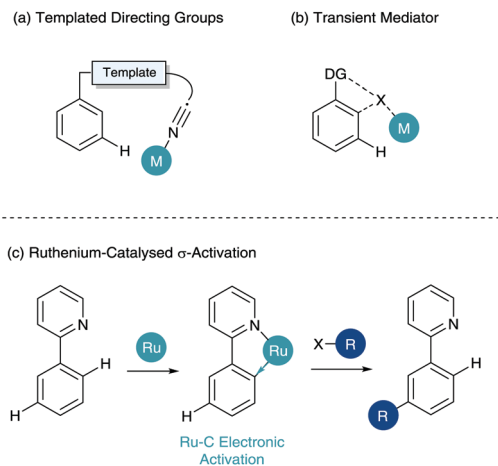 (a) Templated Directing Groups
(b) Transient Mediator
Template
N
M
H
DG
X
M
H
(c) Ruthenium-Catalysed σ-Activation
N
H
H
Ru
N
Ru
H
X
R
N
H
R
Ru-C Electronic
Activation